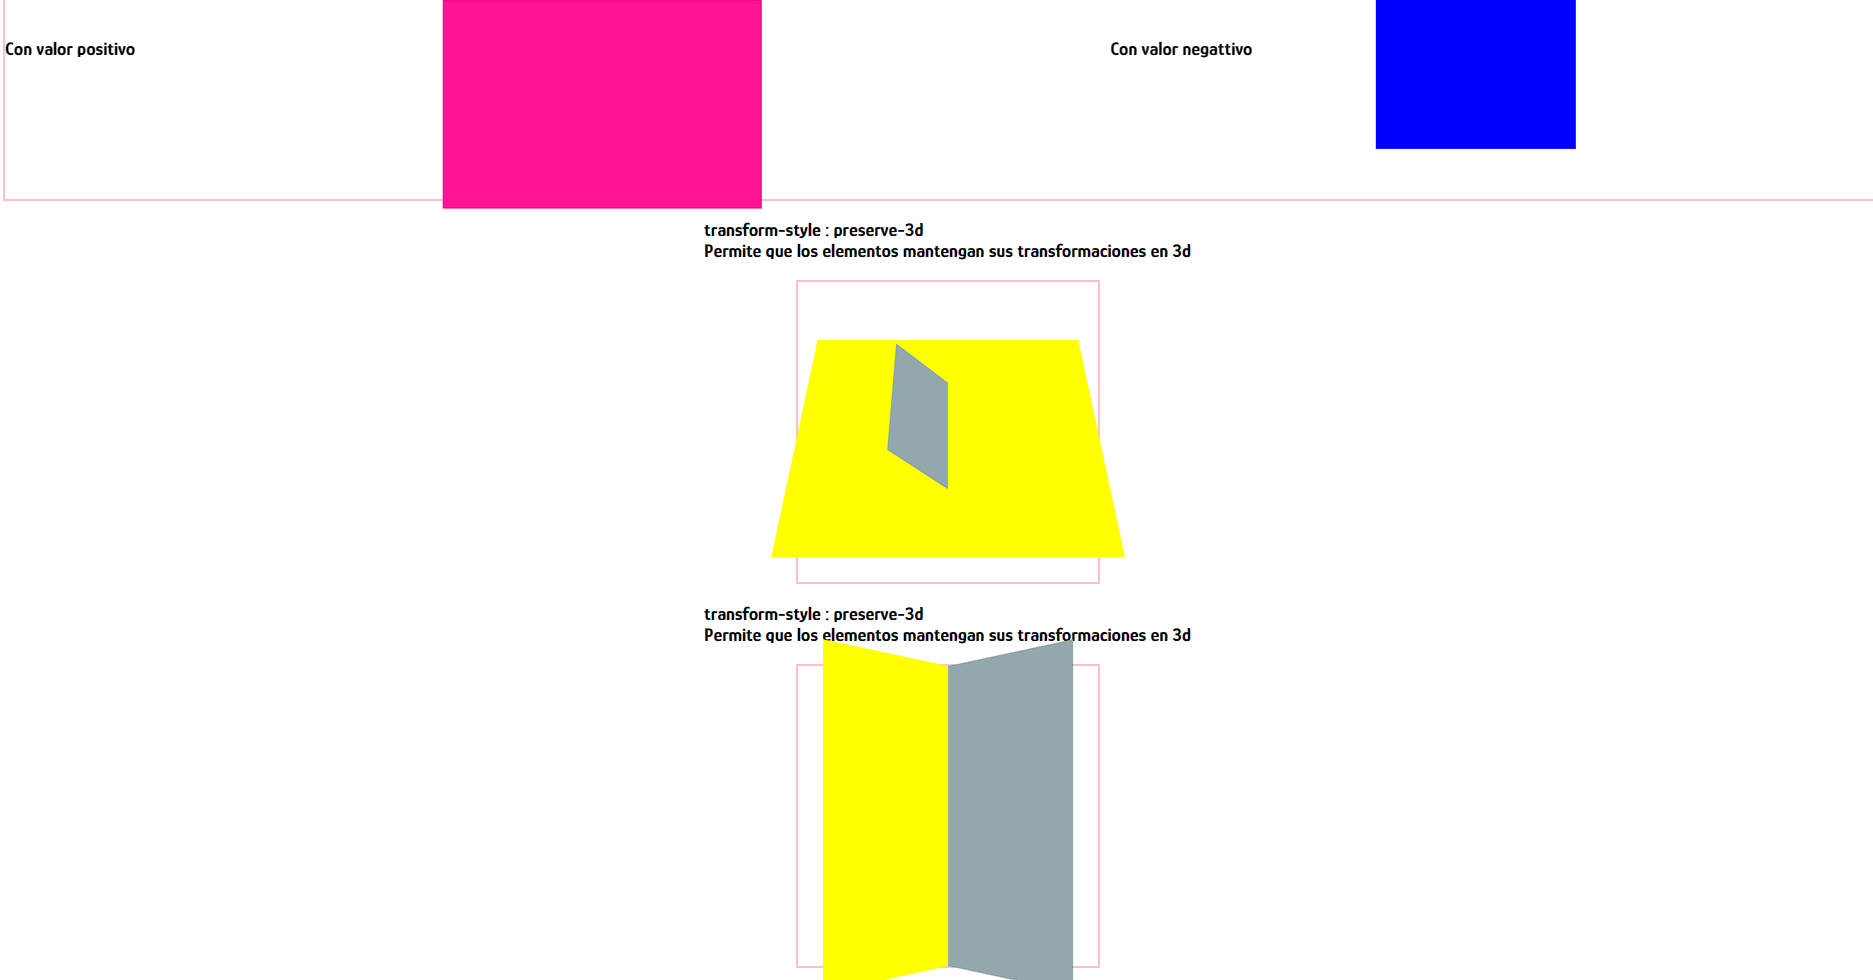 Con valor positivo
Con valor negattivo
transform-style : preserve-3d
Permite que los elementos mantengan sus transformaciones en 3d
transform-style : preserve-3d
Permite que los elementos mantengan sus transformaciones en 3d